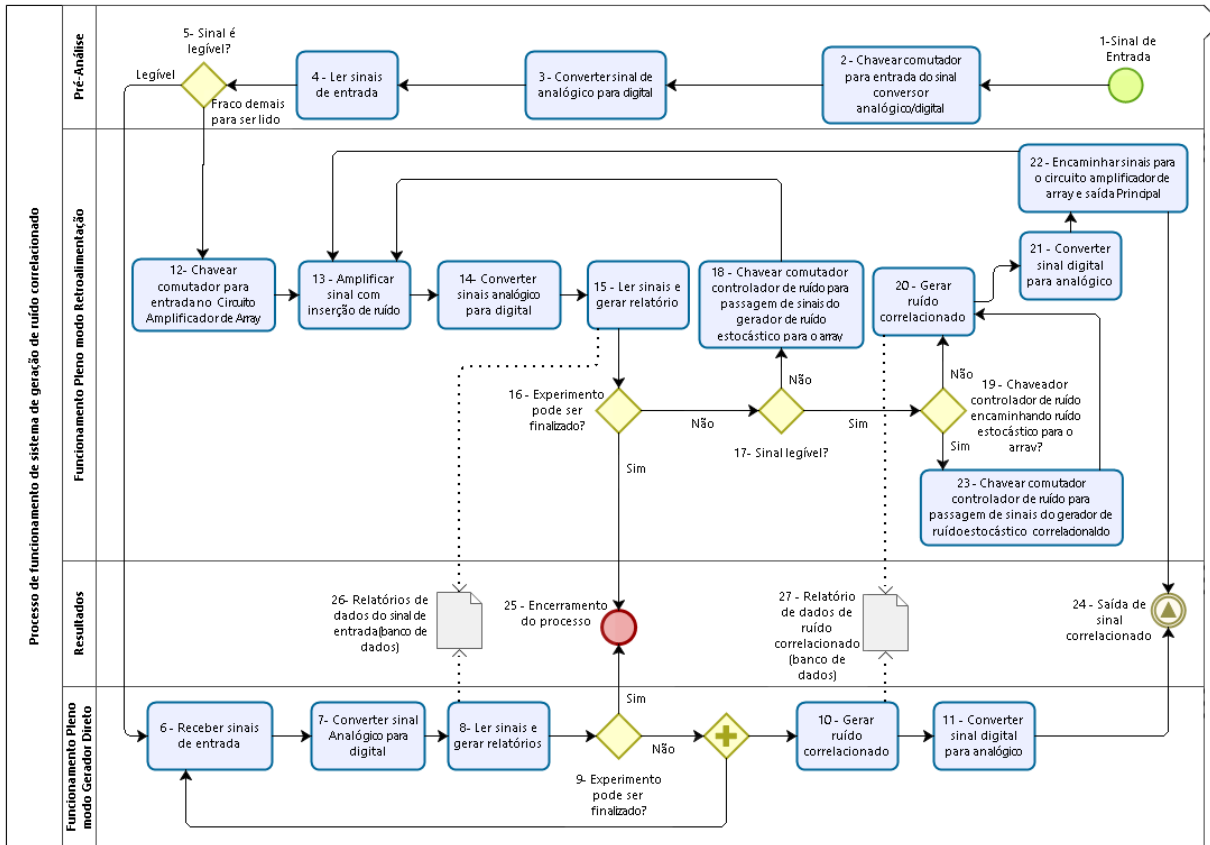 Processo de funcionamento de sistema de geração de ruído correlacionado
Pré-Análise
5- Sinal é
legível?
Legível
Fraco demais
para ser lido
4 - Ler sinais
de entrada
3 - Converter sinal de
analógico para digital
2 - Chavear comutador
para entrada do sinal
conversor
analógico/digital
1-Sinal de
Entrada
Funcionamento Pleno modo Retroalimentação
22 - Encaminhar sinais para
o circuito amplificador de
array e saída Principal
12- Chavear
comutador para
entrada no Circuito
Amplificador de Array
13 - Amplificar
sinal com
inserção de ruído
14- Converter
sinais analógico
para digital
15 - Ler sinais e
gerar relatório
18 - Chavear comutador
controlador de ruído para
passagem de sinais do
gerador de ruído
estocástico para o array
20 - Gerar
ruído
correlacionado
21 - Converter
sinal digital
para analógico
16 - Experimento
pode ser
finalizado?
Não
Sim
17- Sinal legível?
Não
Sim
19 - Chaveador
controlador de ruído
encaminhando ruído
estocástico para o
array?
Não
Sim
23 - Chavear comutador
controlador de ruído para
passagem de sinais do gerador de
ruído estocástico correlacionaldo
Resultados
26- Relatórios de
dados do sinal de
entrada(banco de
dados)
25 - Encerramento
do processo
27 - Relatório
de dados de
ruído
correlacionado
(banco de
dados)
24 - Saída de
sinal
correlacionado
Funcionamento Pleno
modo Gerador Direto
6 - Receber sinais
de entrada
7- Converter sinal
Analógico para
digital
8- Ler sinais e
gerar relatórios
Sim
Não
9- Experimento
pode ser
finalizado?
10 - Gerar
ruído
correlacionado
11 - Converter
sinal digital
para analógico